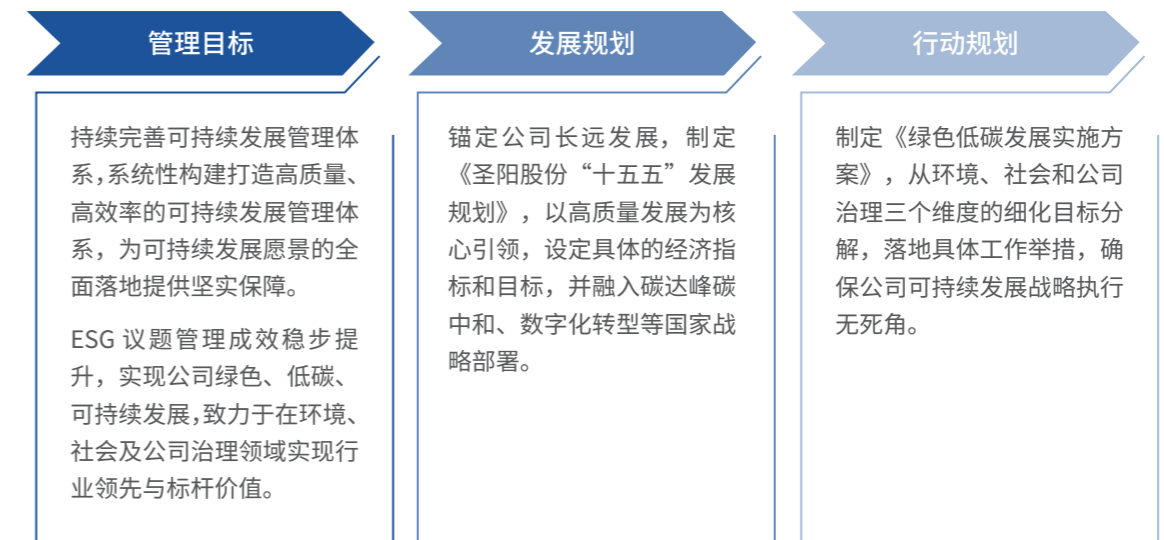 管理目标
持续完善可持续发展管理体
系，系统性构建打造高质量、
高效率的可持续发展管理体
系，为可持续发展愿景的全
面落地提供坚实保障。
ESG 议题管理成效稳步提
升，实现公司绿色、低碳、
可持续发展，致力于在环境、
社会及公司治理领域实现行
业领先与标杆价值。
发展规划
锚定公司长远发展，制定
《圣阳股份“十五五”发展
规划》，以高质量发展为核
心引领，设定具体的经济指
标和目标，并融入碳达峰碳
中和、数字化转型等国家战
略部署。
行动规划
制定《绿色低碳发展实施方
案》，从环境、社会和公司
治理三个维度的细化目标分
解，落地具体工作举措，确
保公司可持续发展战略执行
无死角。